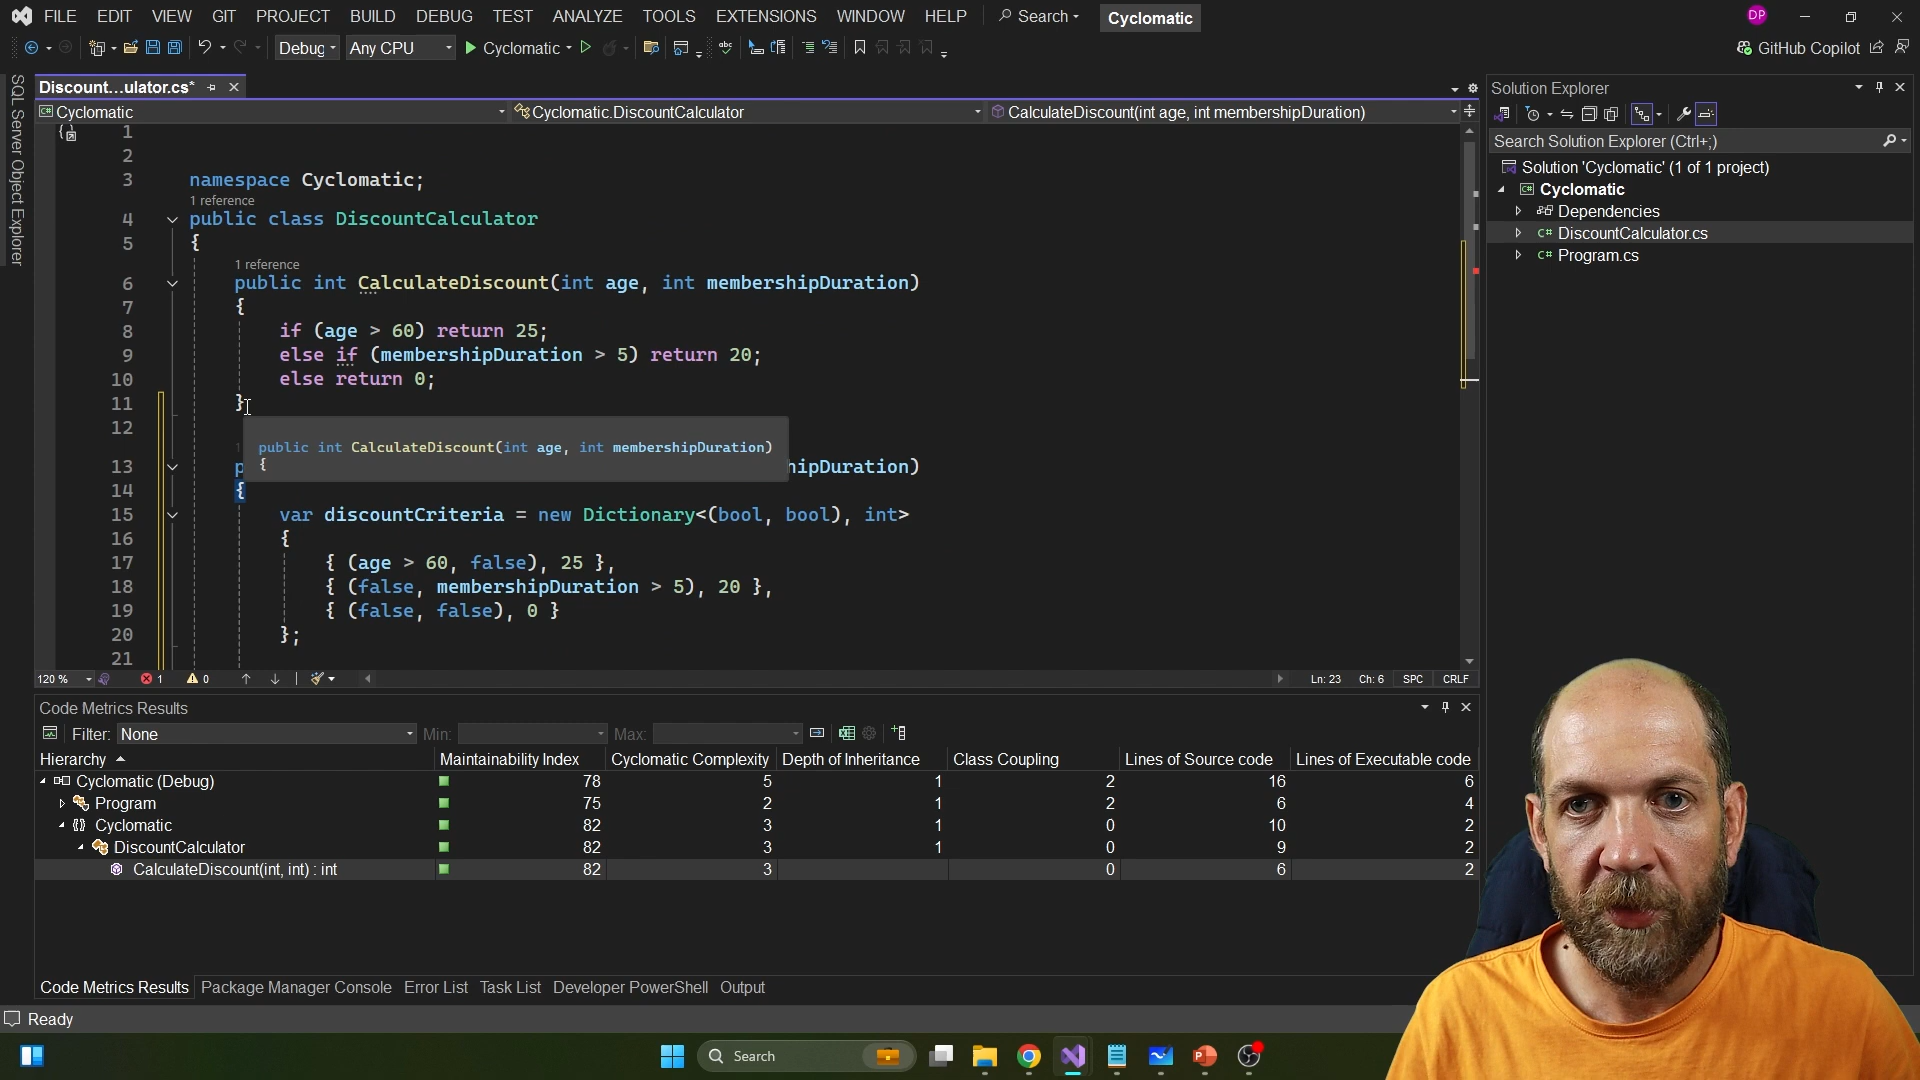 FILE EDIT VIEW GIT PROJECT BUILD DEBUG TEST ANALYZE TOOLS EXTENSIONS WINDOW HELP Search Cyclomatic DP
Debug Any CPU Cyclomatic GitHub Copilot
SQL Server Object Explorer
Discount...ulator.cs*
Cyclomatic Cyclomatic.DiscountCalculator CalculateDiscount(int age, int membershipDuration)
1
2
3 namespace Cyclomatic;
1 reference
4 public class DiscountCalculator
5 {
1 reference
6 public int CalculateDiscount(int age, int membershipDuration)
7 {
8 if (age > 60) return 25;
9 else if (membershipDuration > 5) return 20;
10 else return 0;
11 }
12
public int CalculateDiscount(int age, int membershipDuration)
{
13 p hipDuration)
14 {
15 var discountCriteria = new Dictionary<(bool, bool), int>
16 {
17 { (age > 60, false), 25 },
18 { (false, membershipDuration > 5), 20 },
19 { (false, false), 0 }
20 };
21
120 % 1 0 Ln: 23 Ch: 6 SPC CRLF
Solution Explorer
Search Solution Explorer (Ctrl+;)
Solution 'Cyclomatic' (1 of 1 project)
Cyclomatic
Dependencies
DiscountCalculator.cs
Program.cs
Code Metrics Results
Filter: None Min: Max:
Hierarchy Maintainability Index Cyclomatic Complexity Depth of Inheritance Class Coupling Lines of Source code Lines of Executable code
Cyclomatic (Debug) 78 5 1 2 16 6
Program 75 2 1 2 6 4
Cyclomatic 82 3 1 0 10 2
DiscountCalculator 82 3 1 0 9 2
CalculateDiscount(int, int) : int 82 3 0 6 2
Code Metrics Results Package Manager Console Error List Task List Developer PowerShell Output
Ready
Search